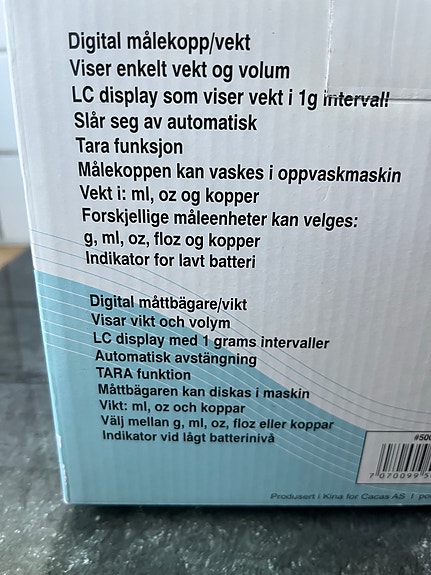 Digital målekopp/vekt
Viser enkelt vekt og volum
LC display som viser vekt i 1g intervall
Slår seg av automatisk
Tara funksjon
Målekoppen kan vaskes i oppvaskmaskin
Vekt i: ml, oz og kopper
Forskjellige måleenheter kan velges:
g, ml, oz, floz og kopper
Indikator for lavt batteri
Digital måttbägare/vikt
Visar vikt och volym
LC display med 1 grams intervaller
Automatisk avstängning
TARA funktion
Måttbägaren kan diskas i maskin
Vikt: ml, oz och koppar
Välj mellan g, ml, oz, floz eller koppar
Indikator vid lågt batterinivå
Produsert i Kina for Cacas AS I